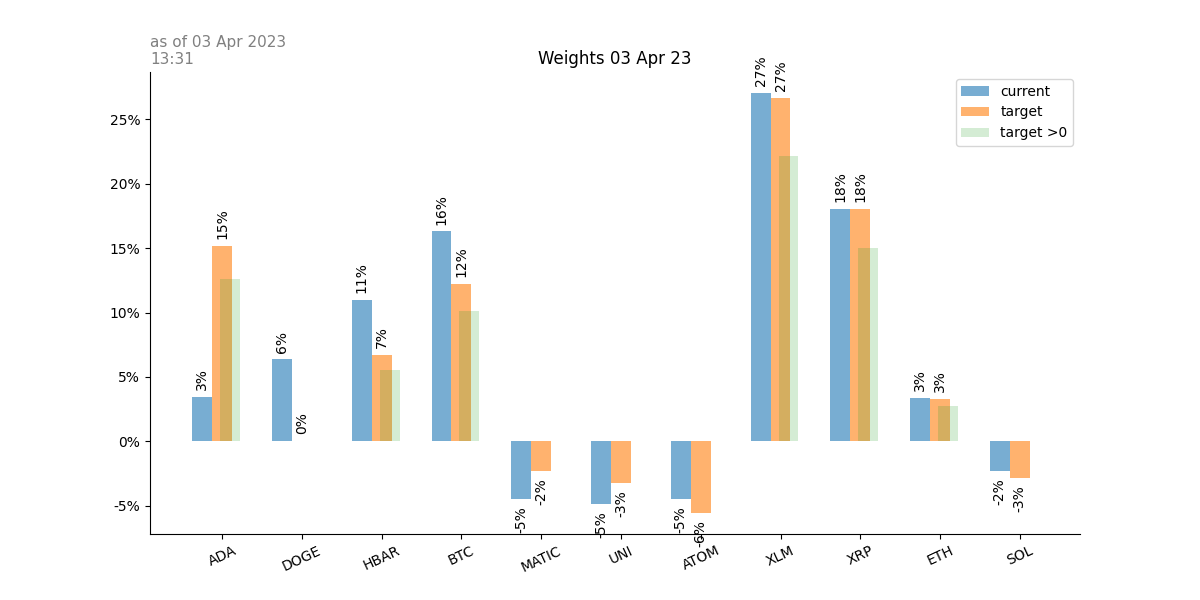 as of 03 Apr 2023
13:31
Weights 03 Apr 23
current
target
target >0
25%
20%
15%
10%
5%
0%
-5%
3%
15%
6%
0%
11%
7%
16%
12%
-5%
-2%
-5%
-3%
-5%
-6%
27%
27%
18%
18%
3%
3%
-2%
-3%
ADA
DOGE
HBAR
BTC
MATIC
UNI
ATOM
XLM
XRP
ETH
SOL